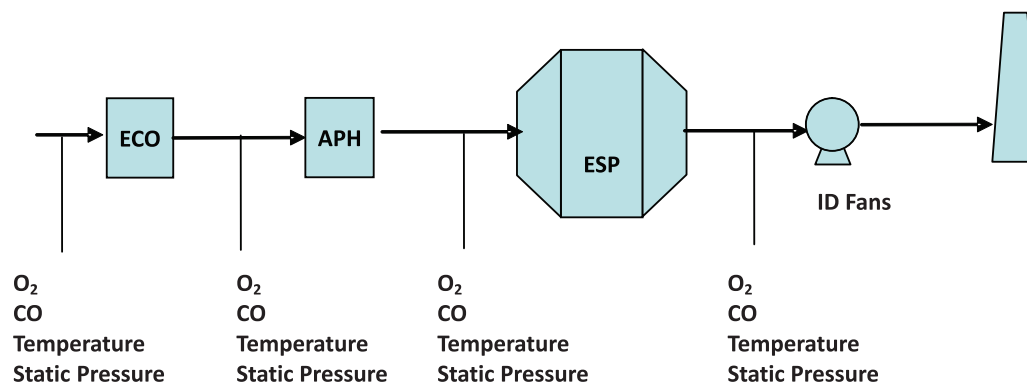 ECO
APH
ESP
ID Fans
O₂
CO
Temperature
Static Pressure
O₂
CO
Temperature
Static Pressure
O₂
CO
Temperature
Static Pressure
O₂
CO
Temperature
Static Pressure